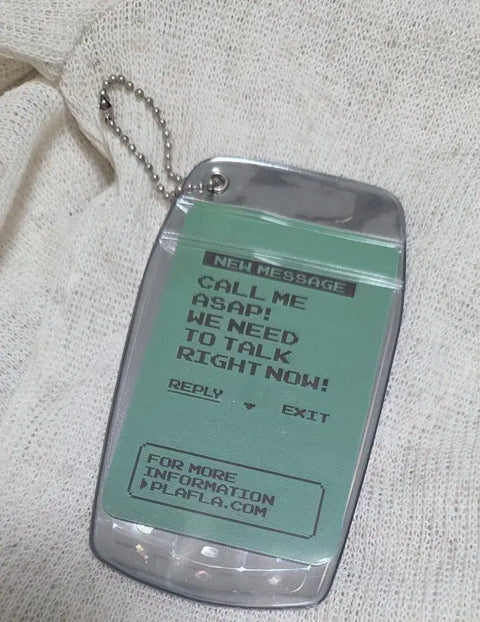 NEW MESSAGE
CALL ME
ASAP!
WE NEED
TO TALK
RIGHT NOW!
REPLY EXIT
FOR MORE
INFORMATION
PLAFLA.COM